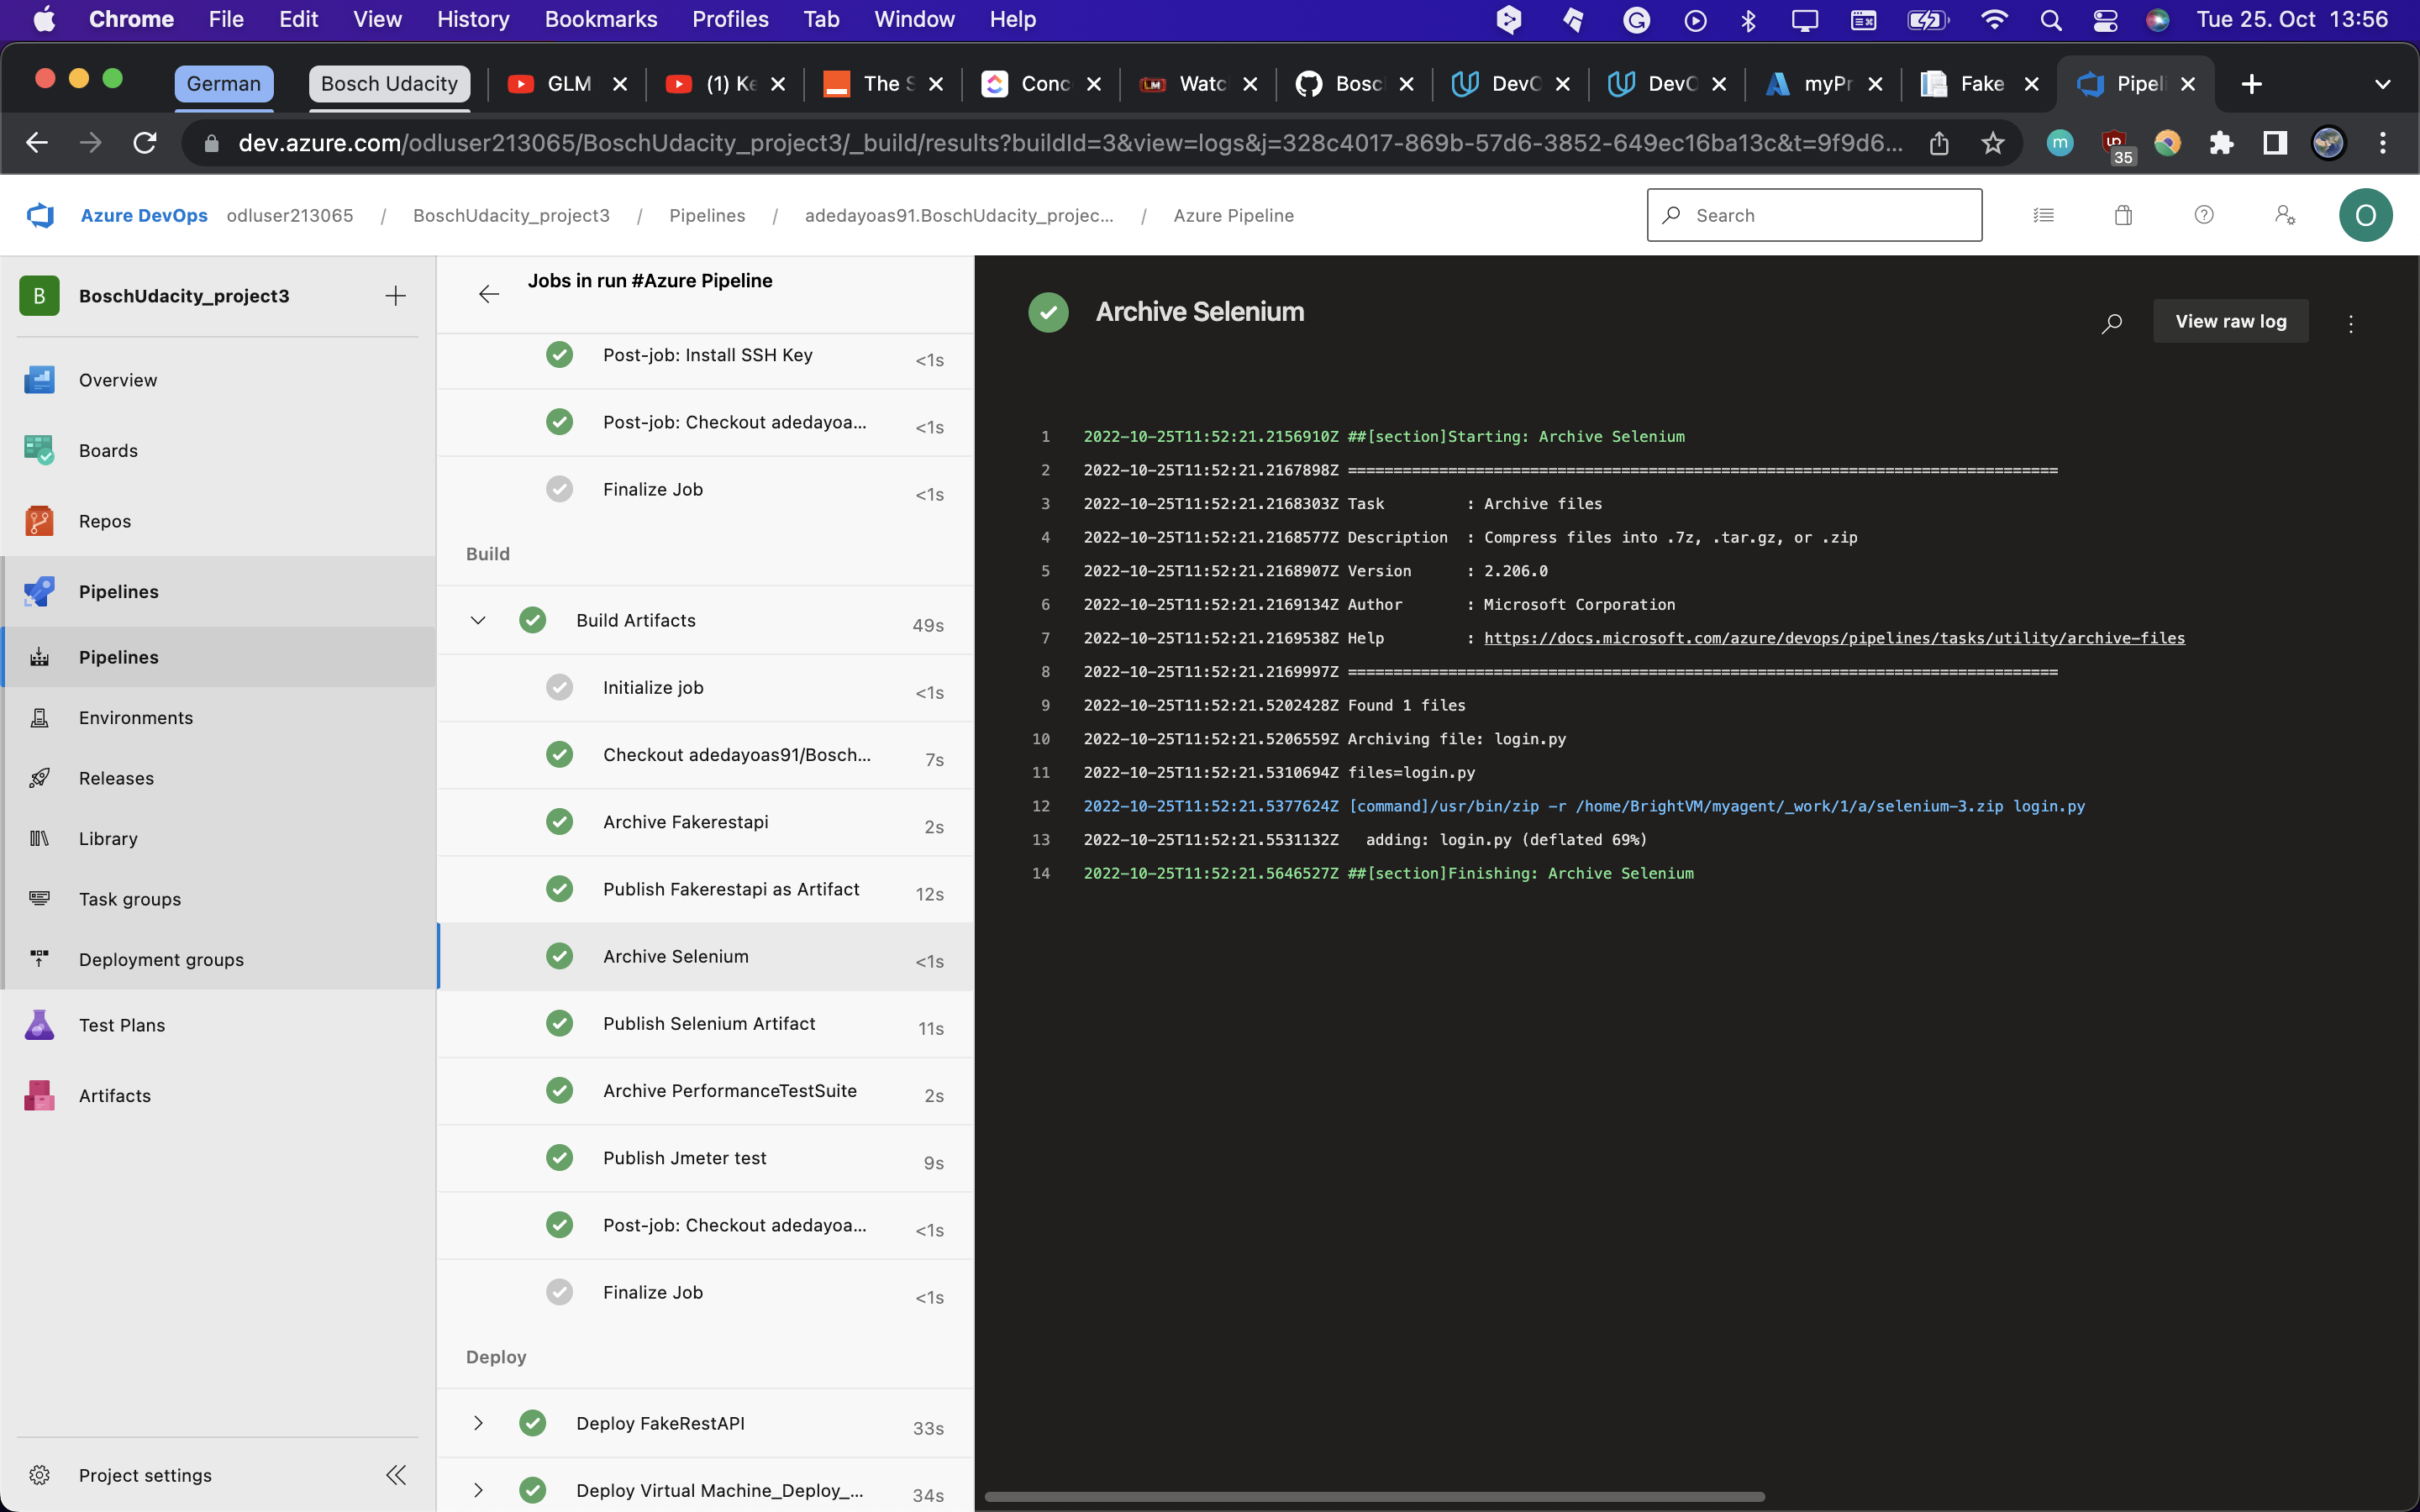 Chrome File Edit View History Bookmarks Profiles Tab Window Help Tue 25. Oct 13:56
German Bosch Udacity GLM (1) Ke The S Conc Watc Bosc DevO DevO myPr Fake Pipeli
dev.azure.com/odluser213065/BoschUdacity_project3/_build/results?buildId=3&view=logs&j=328c4017-869b-57d6-3852-649ec16ba13c&t=9f9d6... m 35
Azure DevOps odluser213065 / BoschUdacity_project3 / Pipelines / adedayoas91.BoschUdacity_projec... / Azure Pipeline Search O
B BoschUdacity_project3
Overview
Boards
Repos
Pipelines
Pipelines
Environments
Releases
Library
Task groups
Deployment groups
Test Plans
Artifacts
Project settings
Jobs in run #Azure Pipeline
Post-job: Install SSH Key <1s
Post-job: Checkout adedayoa... <1s
Finalize Job <1s
Build
Build Artifacts 49s
Initialize job <1s
Checkout adedayoas91/Bosch... 7s
Archive Fakerestapi 2s
Publish Fakerestapi as Artifact 12s
Archive Selenium <1s
Publish Selenium Artifact 11s
Archive PerformanceTestSuite 2s
Publish Jmeter test 9s
Post-job: Checkout adedayoa... <1s
Finalize Job <1s
Deploy
Deploy FakeRestAPI 33s
Deploy Virtual Machine_Deploy_... 34s
Archive Selenium
View raw log
1 2022-10-25T11:52:21.2156910Z ##[section]Starting: Archive Selenium
2 2022-10-25T11:52:21.2167898Z ==============================================================================
3 2022-10-25T11:52:21.2168303Z Task : Archive files
4 2022-10-25T11:52:21.2168577Z Description : Compress files into .7z, .tar.gz, or .zip
5 2022-10-25T11:52:21.2168907Z Version : 2.206.0
6 2022-10-25T11:52:21.2169134Z Author : Microsoft Corporation
7 2022-10-25T11:52:21.2169538Z Help : https://docs.microsoft.com/azure/devops/pipelines/tasks/utility/archive-files
8 2022-10-25T11:52:21.2169997Z ==============================================================================
9 2022-10-25T11:52:21.5202428Z Found 1 files
10 2022-10-25T11:52:21.5206559Z Archiving file: login.py
11 2022-10-25T11:52:21.5310694Z files=login.py
12 2022-10-25T11:52:21.5377624Z [command]/usr/bin/zip -r /home/BrightVM/myagent/_work/1/a/selenium-3.zip login.py
13 2022-10-25T11:52:21.5531132Z adding: login.py (deflated 69%)
14 2022-10-25T11:52:21.5646527Z ##[section]Finishing: Archive Selenium